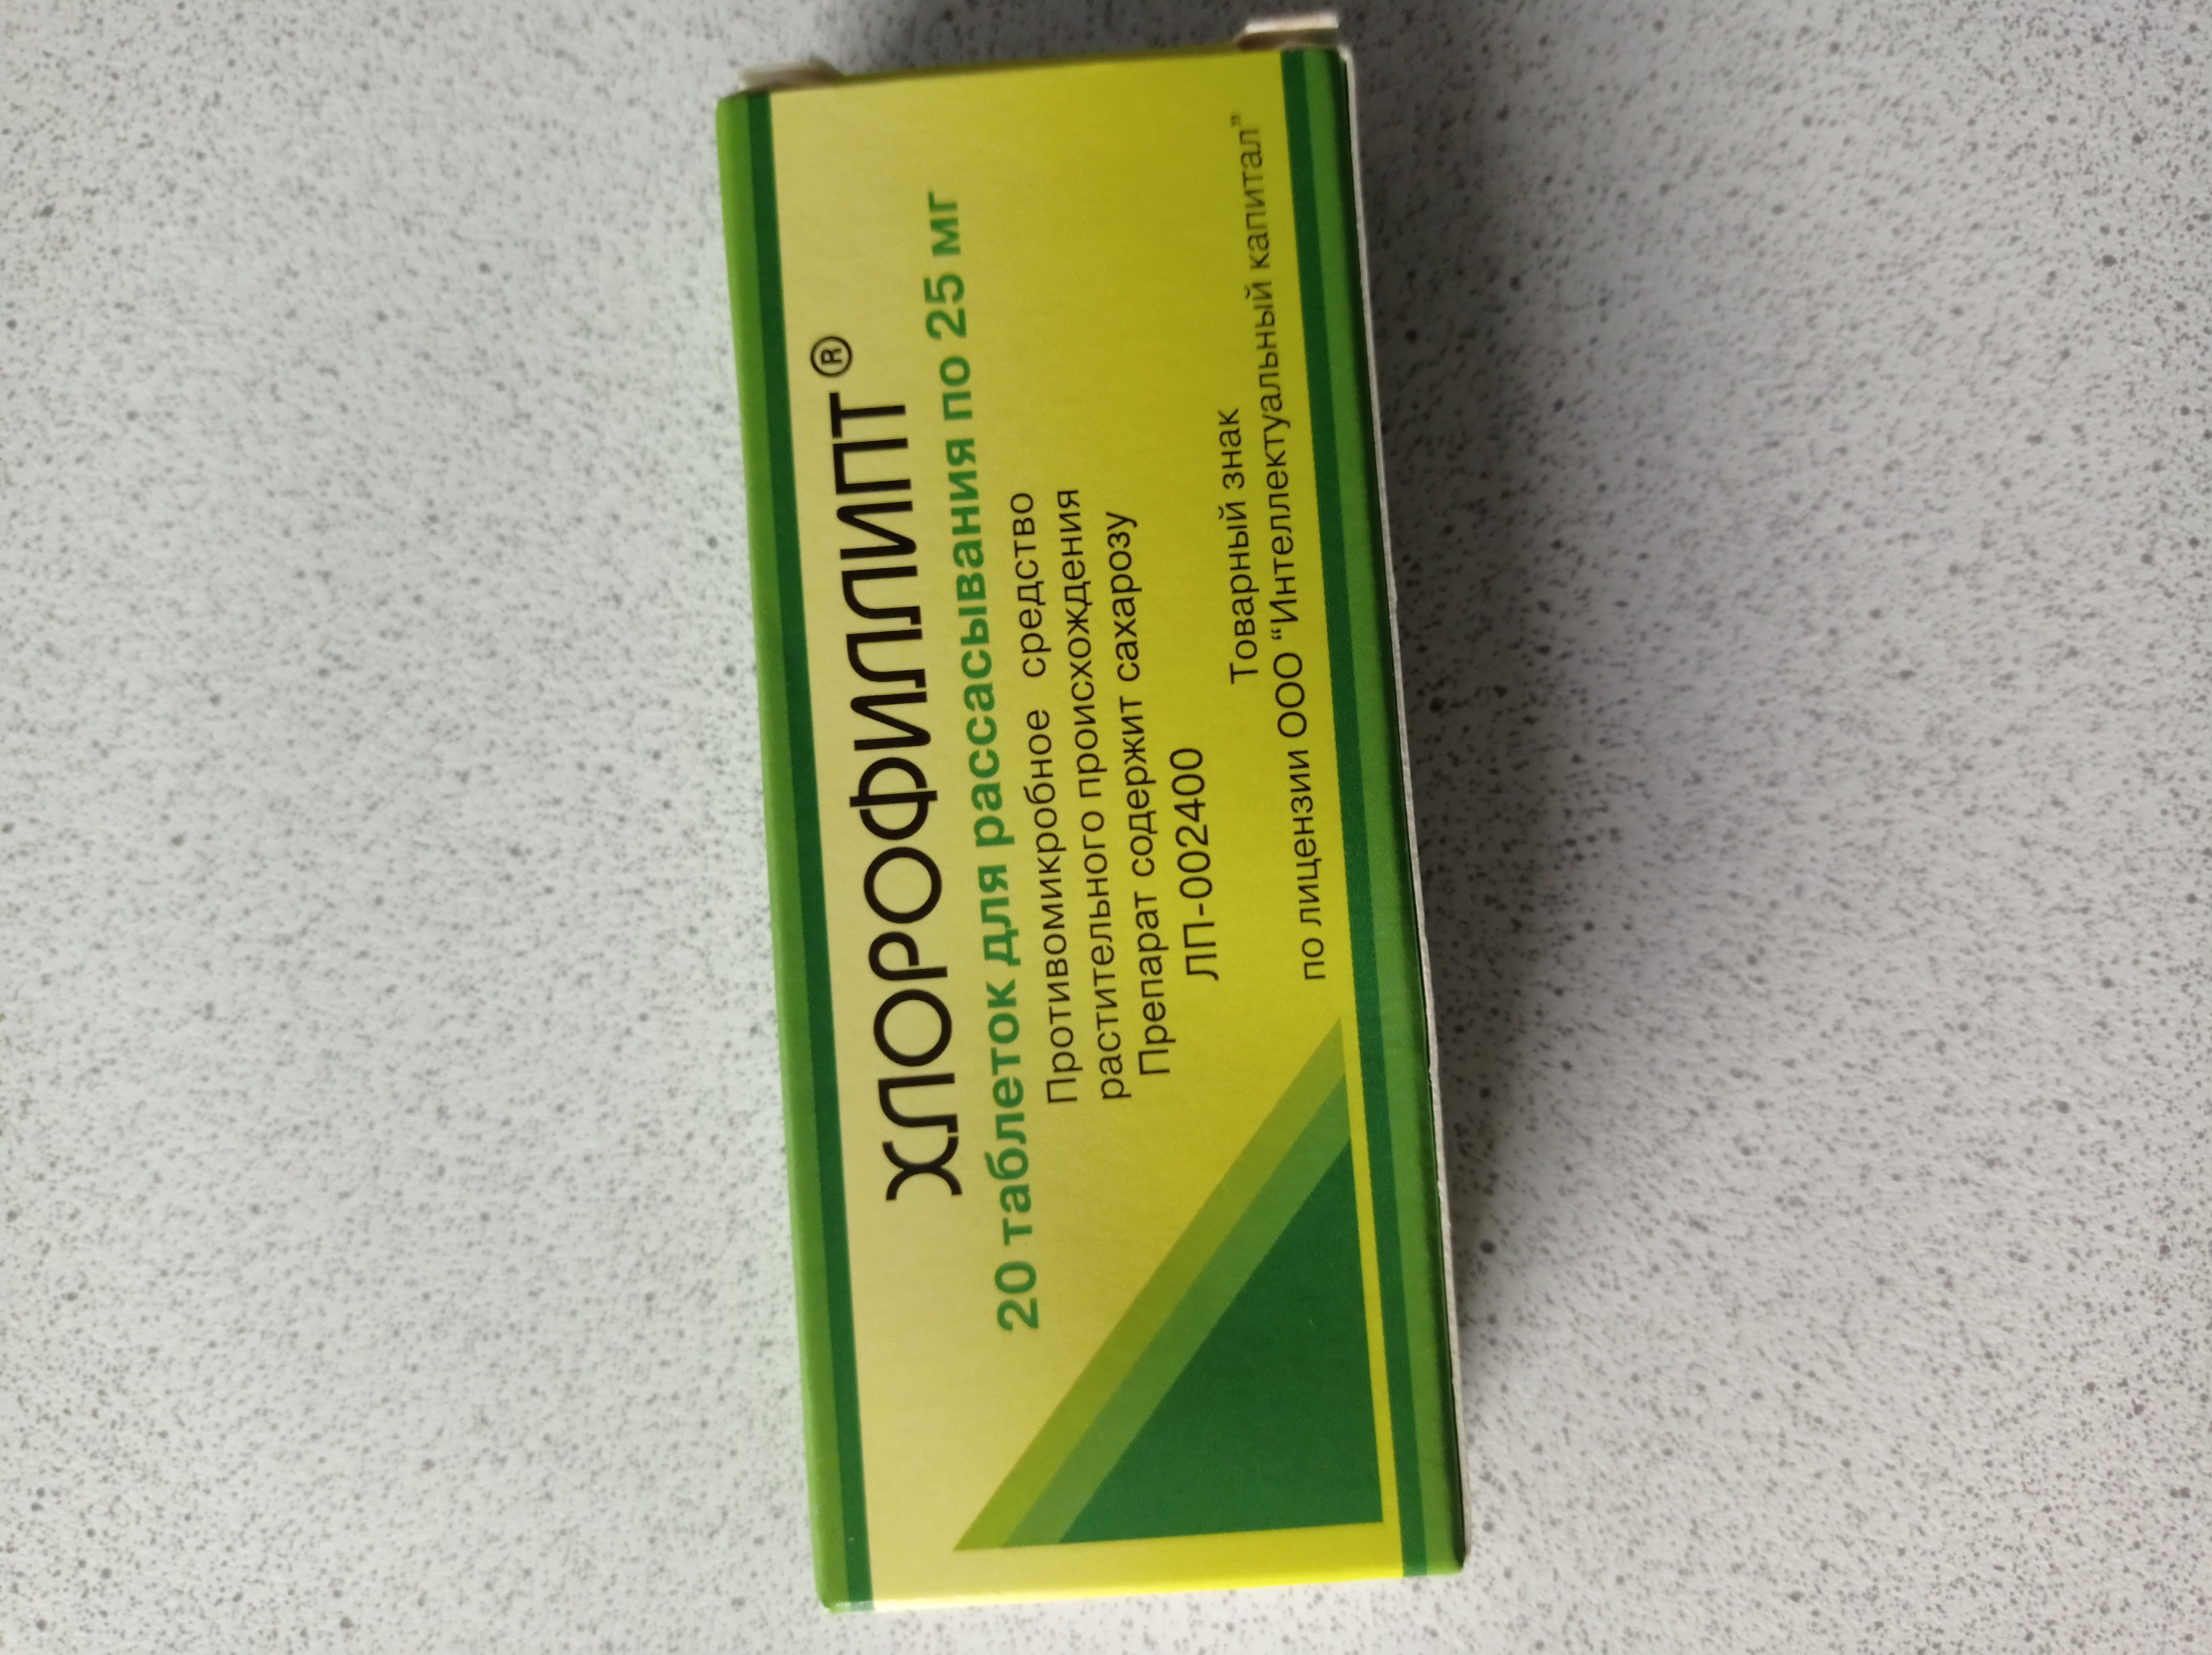 ХЛОРОФИЛЛИПТ®
20 таблеток для рассасывания по 25 мг
Противомикробное средство
растительного происхождения
Препарат содержит сахарозу
ЛП-002400
Товарный знак
по лицензии ООО “Интеллектуальный капитал”